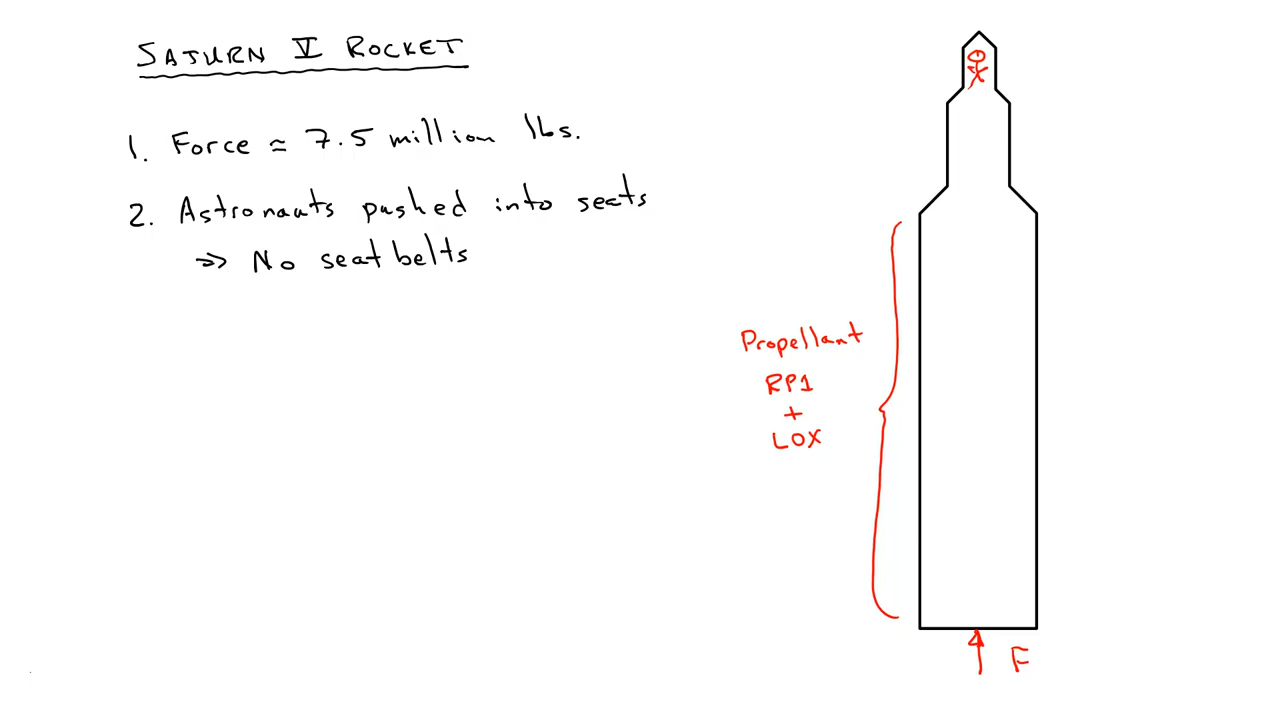 SATURN V ROCKET
1. Force ≈ 7.5 million lbs.
2. Astronauts pushed into seats
⇒ No seat belts
Propellant
RP1
+
LOX
F